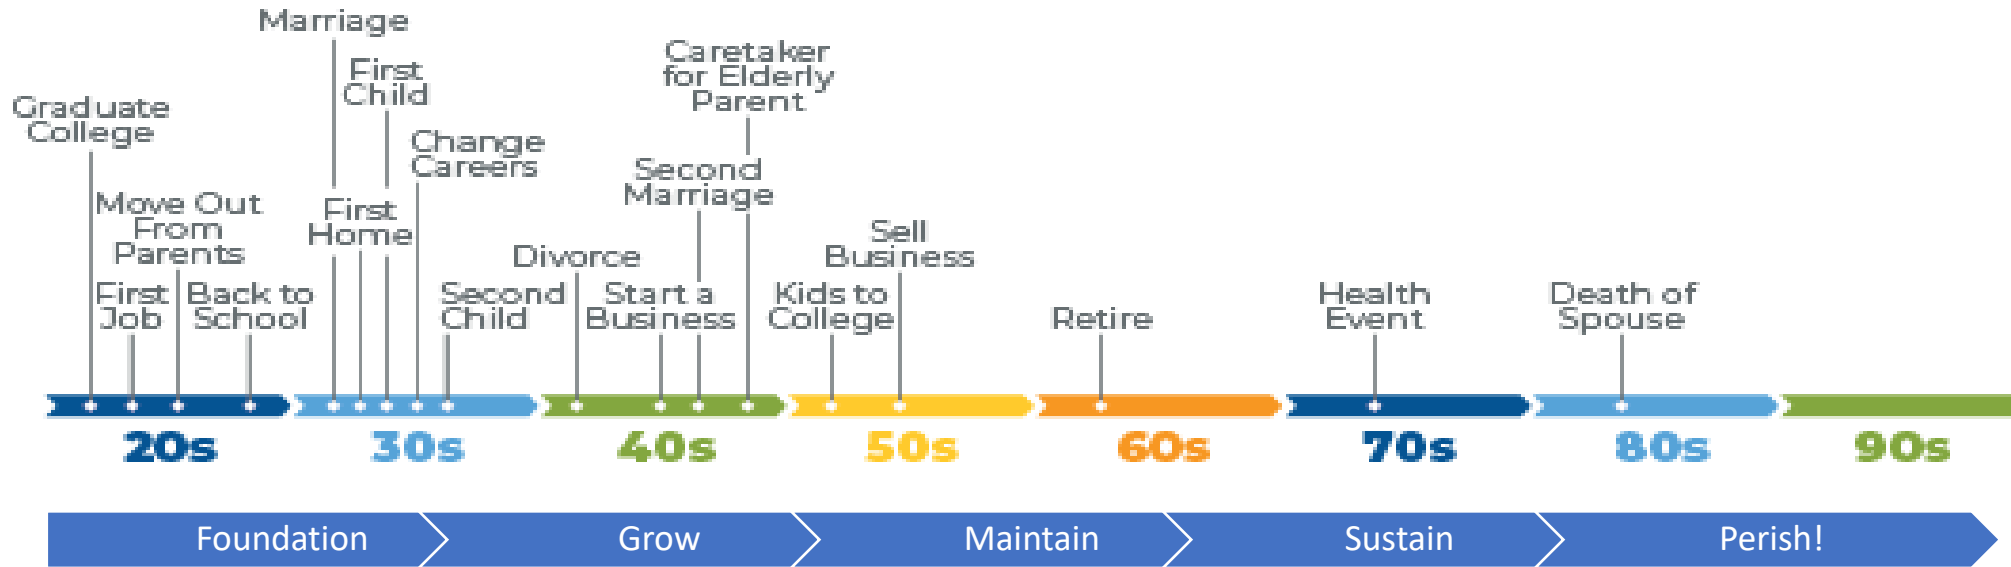 Marriage
First
Child
Caretaker
for Elderly
Parent
Graduate
College
Change
Careers
Second
Marriage
Move Out
From
Parents
First
Home
Sell
Business
Divorce
First
Job
Back to
School
Second
Child
Start a
Business
Kids to
College
Retire
Health
Event
Death of
Spouse
20s
30s
40s
50s
60s
70s
80s
90s
Foundation
Grow
Maintain
Sustain
Perish!